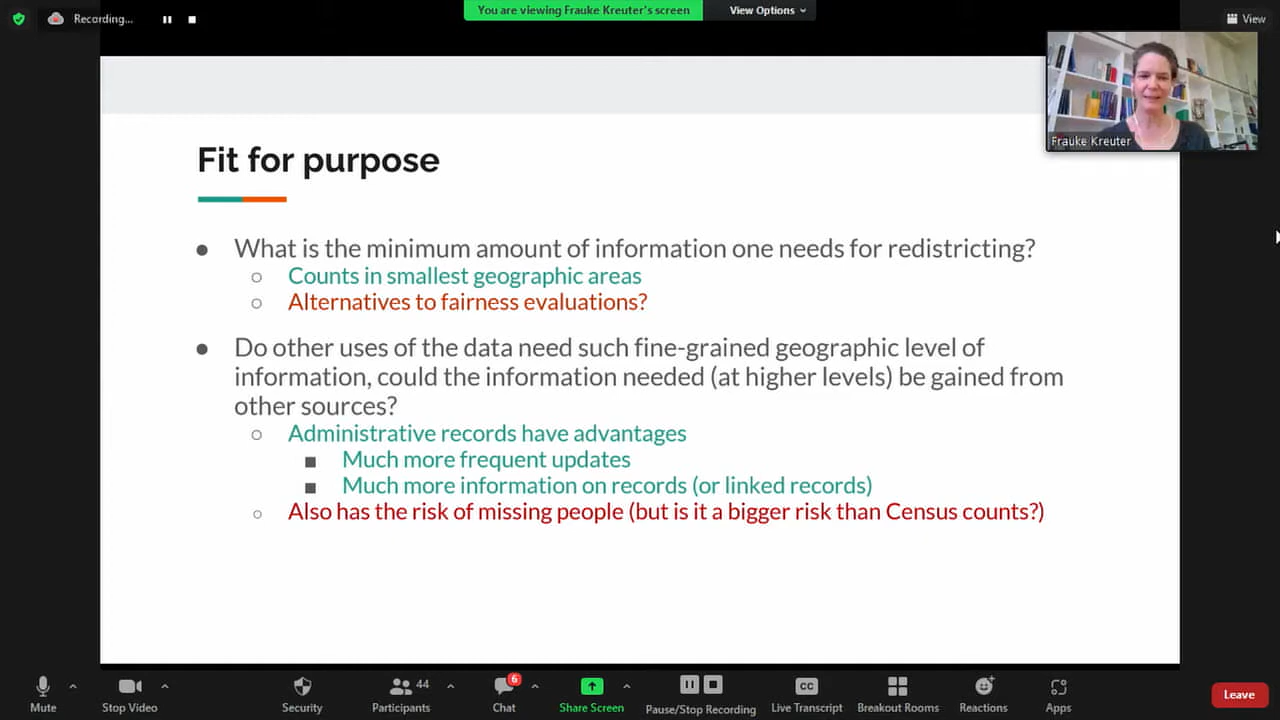 Recording...
You are viewing Frauke Kreuter's screen
View Options
View
Frauke Kreuter
Fit for purpose
● What is the minimum amount of information one needs for redistricting?
○ Counts in smallest geographic areas
○ Alternatives to fairness evaluations?
● Do other uses of the data need such fine-grained geographic level of
information, could the information needed (at higher levels) be gained from
other sources?
○ Administrative records have advantages
■ Much more frequent updates
■ Much more information on records (or linked records)
○ Also has the risk of missing people (but is it a bigger risk than Census counts?)
44
6
CC
Mute
Stop Video
Security
Participants
Chat
Share Screen
Pause/Stop Recording
Live Transcript
Breakout Rooms
Reactions
Apps
Leave